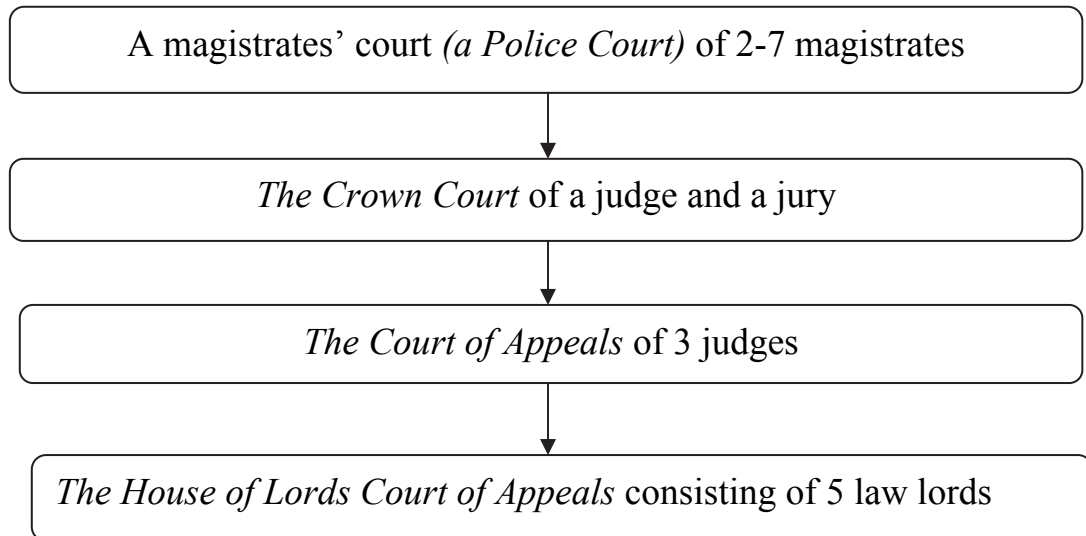 A magistrates’ court (a Police Court) of 2-7 magistrates
The Crown Court of a judge and a jury
The Court of Appeals of 3 judges
The House of Lords Court of Appeals consisting of 5 law lords